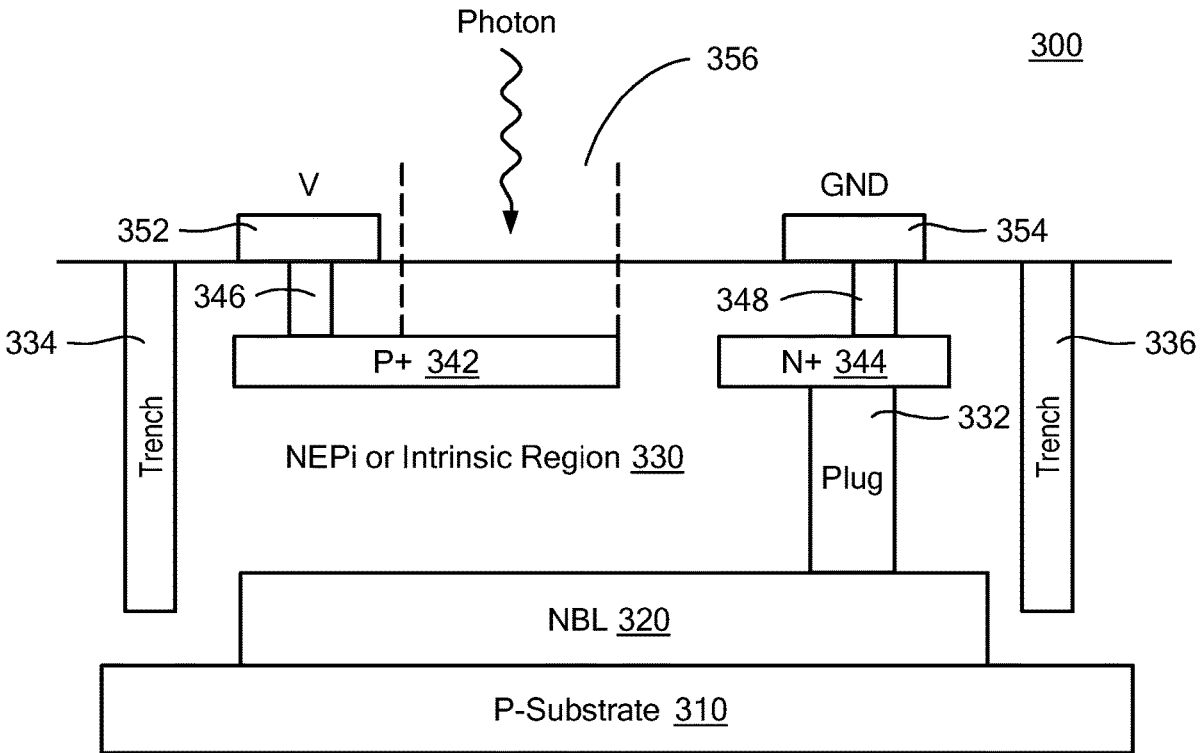 Photon
300
356
V
GND
352
354
346
348
334
336
P+ 342
N+ 344
332
Trench
NEPi or Intrinsic Region 330
Plug
Trench
NBL 320
P-Substrate 310